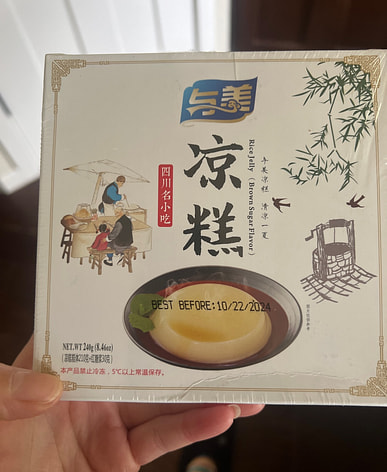 与美
凉糕
Rice Jelly（Brown Sugar Flavor）
四川名小吃
与美凉糕 清凉一夏
BEST BEFORE:10/22/2024
NET.WT 240g (8.46oz)
本产品禁止冷冻，5℃以上常温保存。